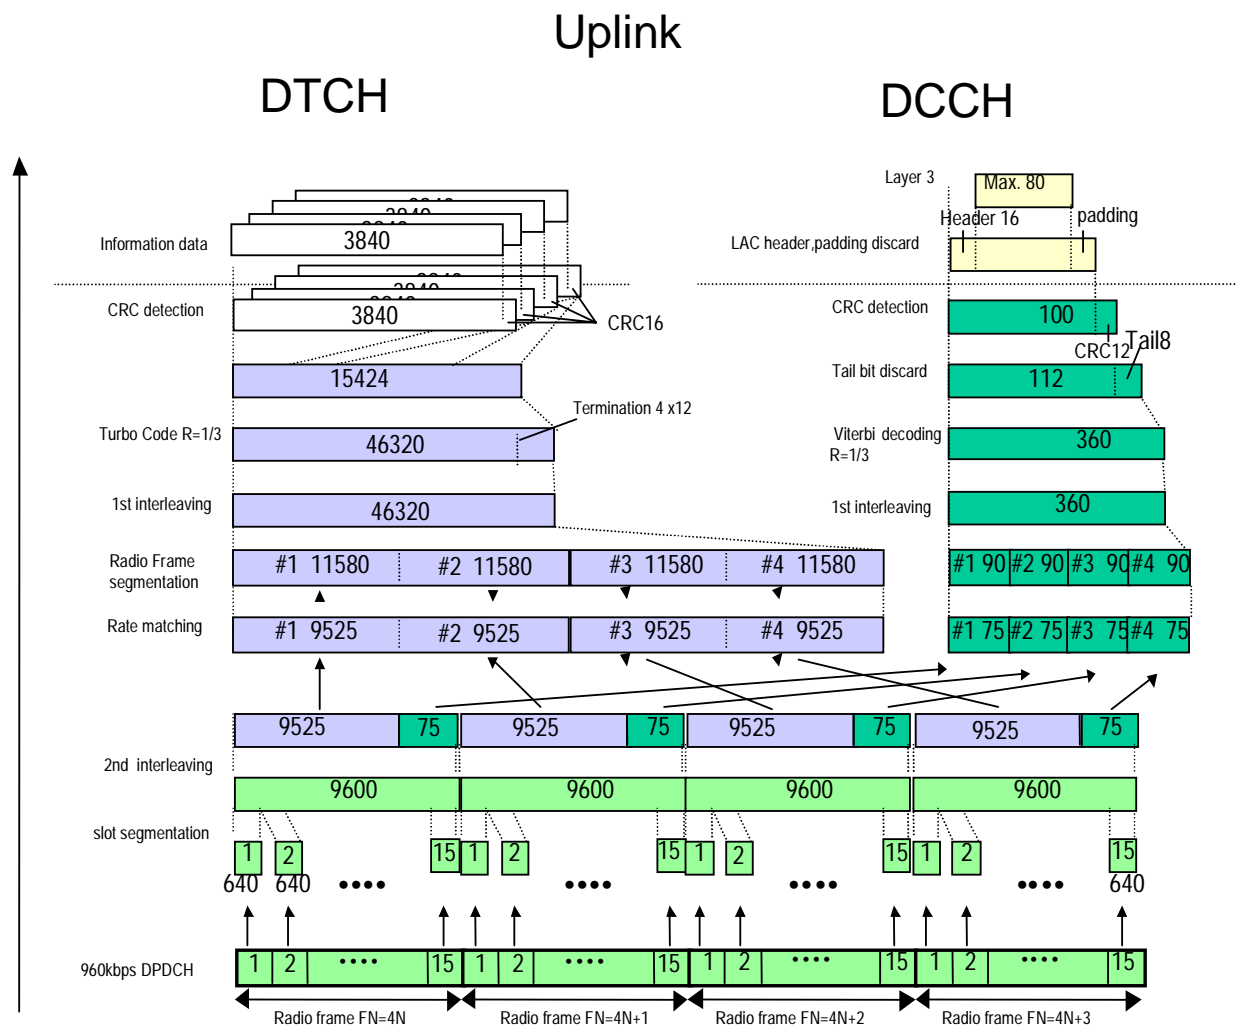 Uplink
DTCH
DCCH
Layer 3
Max. 80
Header 16
padding
3840
3840
3840
Information data
3840
LAC header,padding discard
3840
3840
3840
CRC detection
3840
CRC16
CRC detection
100
CRC12
Tail8
15424
Tail bit discard
112
Termination 4 x12
Turbo Code R=1/3
46320
Viterbi decoding
R=1/3
360
1st interleaving
46320
1st interleaving
360
Radio Frame
segmentation
#1 11580
#2 11580
#3 11580
#4 11580
#1 90
#2 90
#3 90
#4 90
Rate matching
#1 9525
#2 9525
#3 9525
#4 9525
#1 75
#2 75
#3 75
#4 75
9525
75
9525
75
9525
75
9525
75
2nd interleaving
9600
9600
9600
9600
slot segmentation
1
2
15
1
2
15
1
2
15
1
2
15
640
640
••••
••••
••••
••••
640
960kbps DPDCH
1
2
••••
15
1
2
••••
15
1
2
••••
15
1
2
••••
15
Radio frame FN=4N
Radio frame FN=4N+1
Radio frame FN=4N+2
Radio frame FN=4N+3